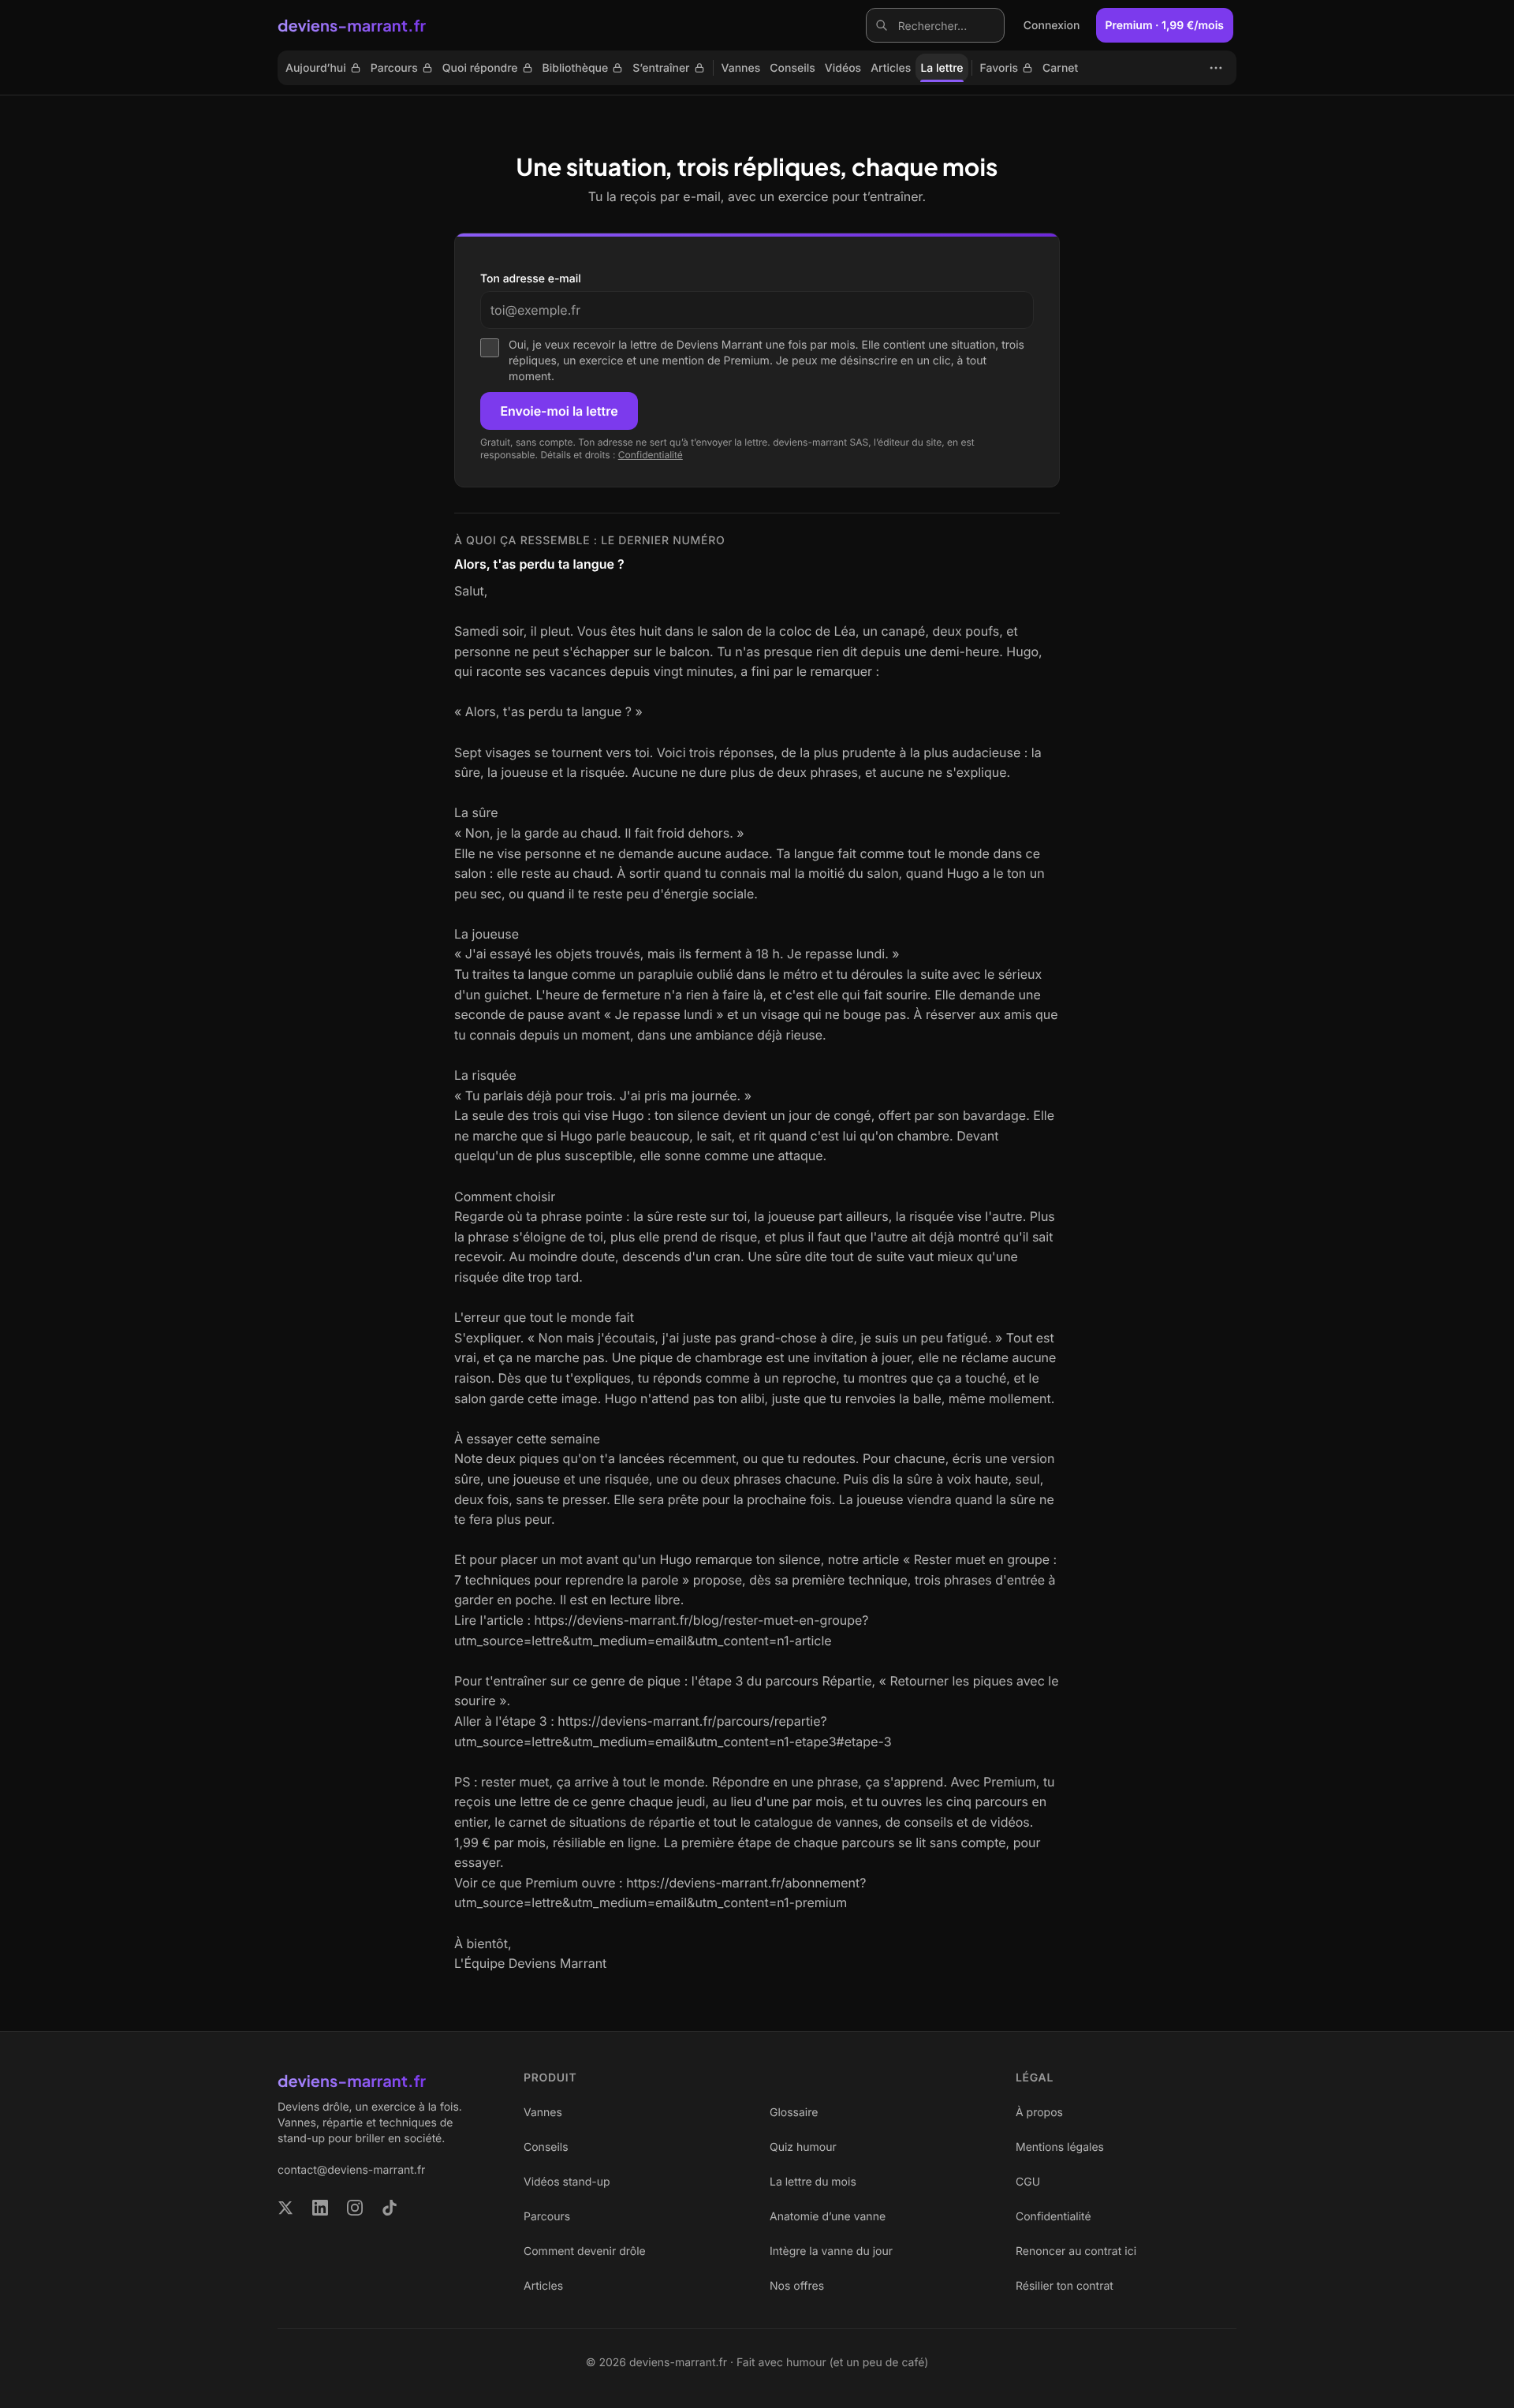 deviens-marrant.fr
Rechercher...
Connexion
Premium · 1,99 €/mois
Aujourd’hui
Parcours
Quoi répondre
Bibliothèque
S’entraîner
Vannes
Conseils
Vidéos
Articles
La lettre
Favoris
Carnet
Une situation, trois répliques, chaque mois
Tu la reçois par e-mail, avec un exercice pour t’entraîner.
Ton adresse e-mail
toi@exemple.fr
Oui, je veux recevoir la lettre de Deviens Marrant une fois par mois. Elle contient une situation, trois
répliques, un exercice et une mention de Premium. Je peux me désinscrire en un clic, à tout
moment.
Envoie-moi la lettre
Gratuit, sans compte. Ton adresse ne sert qu’à t’envoyer la lettre. deviens-marrant SAS, l’éditeur du site, en est
responsable. Détails et droits : Confidentialité
À QUOI ÇA RESSEMBLE : LE DERNIER NUMÉRO
Alors, t'as perdu ta langue ?
Salut,
Samedi soir, il pleut. Vous êtes huit dans le salon de la coloc de Léa, un canapé, deux poufs, et
personne ne peut s'échapper sur le balcon. Tu n'as presque rien dit depuis une demi-heure. Hugo,
qui raconte ses vacances depuis vingt minutes, a fini par le remarquer :
« Alors, t'as perdu ta langue ? »
Sept visages se tournent vers toi. Voici trois réponses, de la plus prudente à la plus audacieuse : la
sûre, la joueuse et la risquée. Aucune ne dure plus de deux phrases, et aucune ne s'explique.
La sûre
« Non, je la garde au chaud. Il fait froid dehors. »
Elle ne vise personne et ne demande aucune audace. Ta langue fait comme tout le monde dans ce
salon : elle reste au chaud. À sortir quand tu connais mal la moitié du salon, quand Hugo a le ton un
peu sec, ou quand il te reste peu d'énergie sociale.
La joueuse
« J'ai essayé les objets trouvés, mais ils ferment à 18 h. Je repasse lundi. »
Tu traites ta langue comme un parapluie oublié dans le métro et tu déroules la suite avec le sérieux
d'un guichet. L'heure de fermeture n'a rien à faire là, et c'est elle qui fait sourire. Elle demande une
seconde de pause avant « Je repasse lundi » et un visage qui ne bouge pas. À réserver aux amis que
tu connais depuis un moment, dans une ambiance déjà rieuse.
La risquée
« Tu parlais déjà pour trois. J'ai pris ma journée. »
La seule des trois qui vise Hugo : ton silence devient un jour de congé, offert par son bavardage. Elle
ne marche que si Hugo parle beaucoup, le sait, et rit quand c'est lui qu'on chambre. Devant
quelqu'un de plus susceptible, elle sonne comme une attaque.
Comment choisir
Regarde où ta phrase pointe : la sûre reste sur toi, la joueuse part ailleurs, la risquée vise l'autre. Plus
la phrase s'éloigne de toi, plus elle prend de risque, et plus il faut que l'autre ait déjà montré qu'il sait
recevoir. Au moindre doute, descends d'un cran. Une sûre dite tout de suite vaut mieux qu'une
risquée dite trop tard.
L'erreur que tout le monde fait
S'expliquer. « Non mais j'écoutais, j'ai juste pas grand-chose à dire, je suis un peu fatigué. » Tout est
vrai, et ça ne marche pas. Une pique de chambrage est une invitation à jouer, elle ne réclame aucune
raison. Dès que tu t'expliques, tu réponds comme à un reproche, tu montres que ça a touché, et le
salon garde cette image. Hugo n'attend pas ton alibi, juste que tu renvoies la balle, même mollement.
À essayer cette semaine
Note deux piques qu'on t'a lancées récemment, ou que tu redoutes. Pour chacune, écris une version
sûre, une joueuse et une risquée, une ou deux phrases chacune. Puis dis la sûre à voix haute, seul,
deux fois, sans te presser. Elle sera prête pour la prochaine fois. La joueuse viendra quand la sûre ne
te fera plus peur.
Et pour placer un mot avant qu'un Hugo remarque ton silence, notre article « Rester muet en groupe :
7 techniques pour reprendre la parole » propose, dès sa première technique, trois phrases d'entrée à
garder en poche. Il est en lecture libre.
Lire l'article : https://deviens-marrant.fr/blog/rester-muet-en-groupe?
utm_source=lettre&utm_medium=email&utm_content=n1-article
Pour t'entraîner sur ce genre de pique : l'étape 3 du parcours Répartie, « Retourner les piques avec le
sourire ».
Aller à l'étape 3 : https://deviens-marrant.fr/parcours/repartie?
utm_source=lettre&utm_medium=email&utm_content=n1-etape3#etape-3
PS : rester muet, ça arrive à tout le monde. Répondre en une phrase, ça s'apprend. Avec Premium, tu
reçois une lettre de ce genre chaque jeudi, au lieu d'une par mois, et tu ouvres les cinq parcours en
entier, le carnet de situations de répartie et tout le catalogue de vannes, de conseils et de vidéos.
1,99 € par mois, résiliable en ligne. La première étape de chaque parcours se lit sans compte, pour
essayer.
Voir ce que Premium ouvre : https://deviens-marrant.fr/abonnement?
utm_source=lettre&utm_medium=email&utm_content=n1-premium
À bientôt,
L'Équipe Deviens Marrant
deviens-marrant.fr
Deviens drôle, un exercice à la fois.
Vannes, répartie et techniques de
stand-up pour briller en société.
contact@deviens-marrant.fr
PRODUIT
Vannes
Conseils
Vidéos stand-up
Parcours
Comment devenir drôle
Articles
Glossaire
Quiz humour
La lettre du mois
Anatomie d’une vanne
Intègre la vanne du jour
Nos offres
LÉGAL
À propos
Mentions légales
CGU
Confidentialité
Renoncer au contrat ici
Résilier ton contrat
© 2026 deviens-marrant.fr · Fait avec humour (et un peu de café)